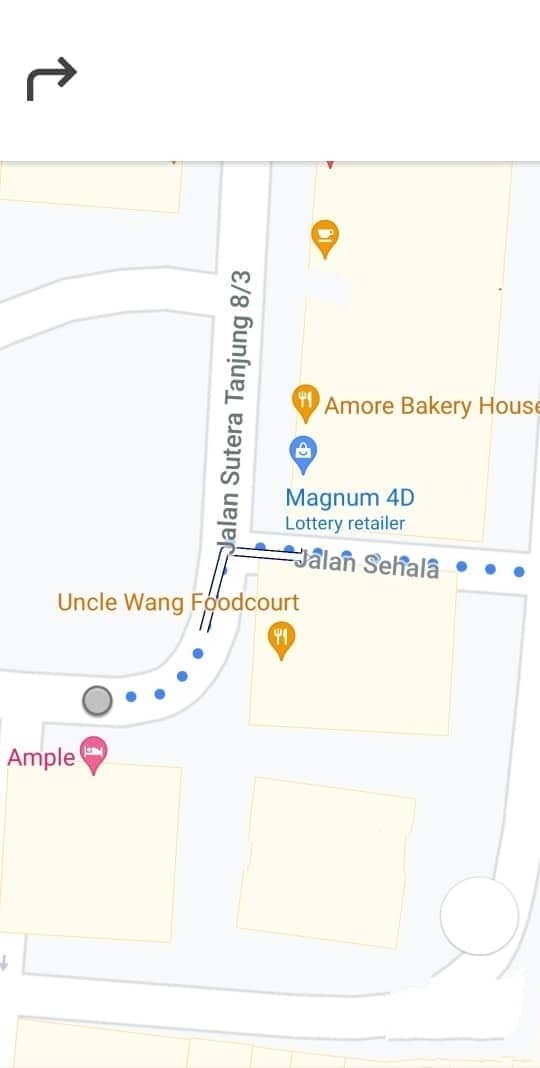 Jalan Sutera Tanjung 8/3
Amore Bakery House
Magnum 4D
Lottery retailer
Jalan Sehala
Uncle Wang Foodcourt
Ample